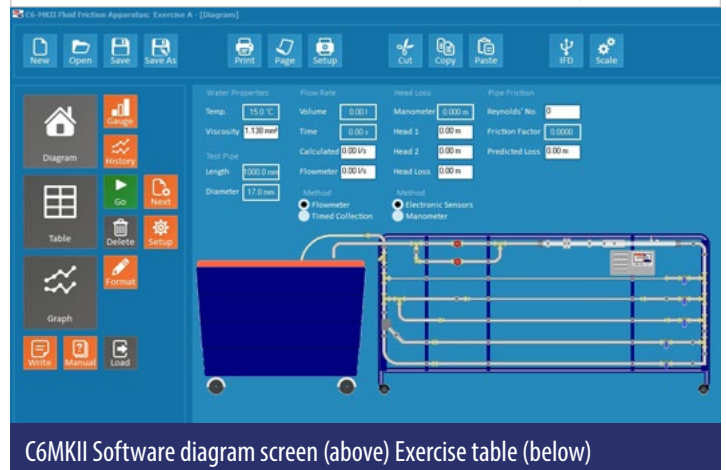 C6-MKII Fluid Friction Apparatus: Exercise A - [Diagram]
New Open Save Save As Print Page Setup Cut Copy Paste IFD Scale
Water Properties Flow Rate Head Loss Pipe Friction
Temp. 15.0 °C Volume 0.00 l Manometer 0.000 m Reynolds' No. 0
Viscosity 1.138 mm² Time 0.00 s Head 1 0.00 m Friction Factor 0.0000
Test Pipe Calculated 0.00 l/s Head 2 0.00 m Predicted Loss 0.00 m
Length 1000.0 mm Flowmeter 0.00 l/s Head Loss 0.00 m
Diameter 17.0 mm Method Method
Flowmeter Electronic Sensors
Timed Collection Manometer
Gauge
Diagram History
Go Next
Table Delete Setup
Format
Graph
Write Manual Load
C6MKII Software diagram screen (above) Exercise table (below)